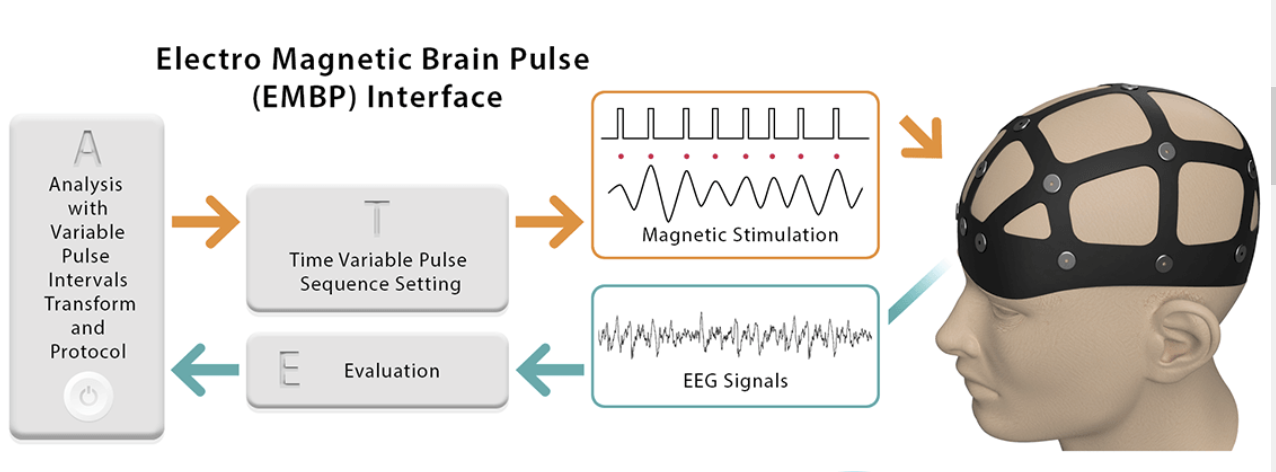 Electro Magnetic Brain Pulse
(EMBP) Interface
A
Analysis
with
Variable
Pulse
Intervals
Transform
and
Protocol
T
Time Variable Pulse
Sequence Setting
Magnetic Stimulation
E
Evaluation
EEG Signals